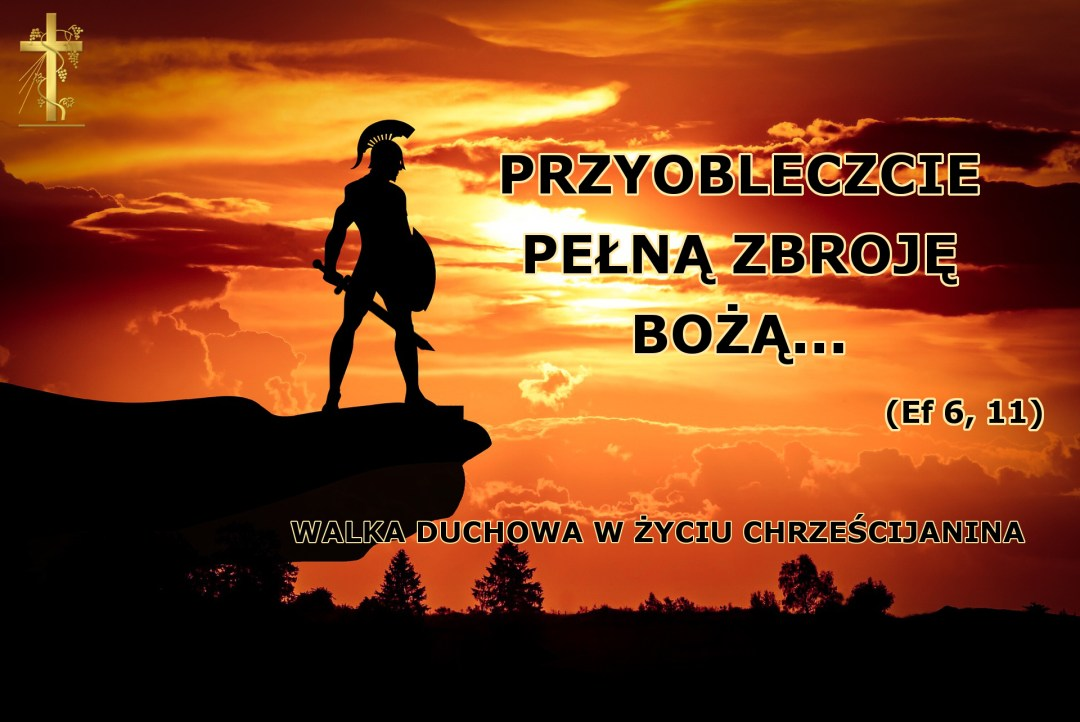 PRZYOBLECZCIE
PEŁNĄ ZBROJĘ
BOŻĄ...
(Ef 6, 11)
WALKA DUCHOWA W ŻYCIU CHRZEŚCIJANINA